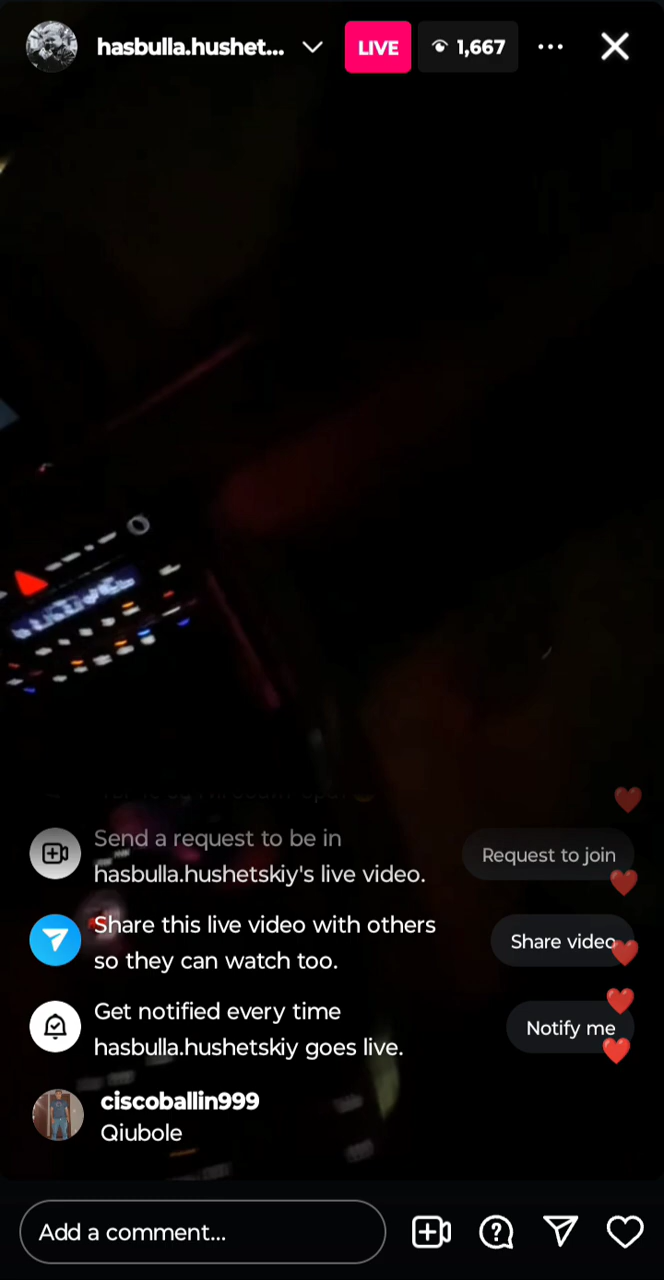 hasbulla.hushet...
LIVE
1,667
Send a request to be in
hasbulla.hushetskiy's live video.
Request to join
Share this live video with others
so they can watch too.
Share video
Get notified every time
hasbulla.hushetskiy goes live.
Notify me
ciscoballin999
Qiubole
Add a comment...